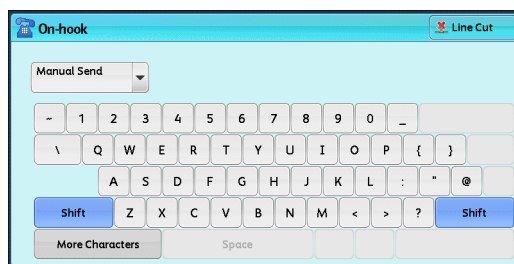 On-hook
Line Cut
Manual Send
~ 1 2 3 4 5 6 7 8 9 0 _
\ Q W E R T Y U I O P { }
A S D F G H J K L : " @
Shift Z X C V B N M < > ? Shift
More Characters Space